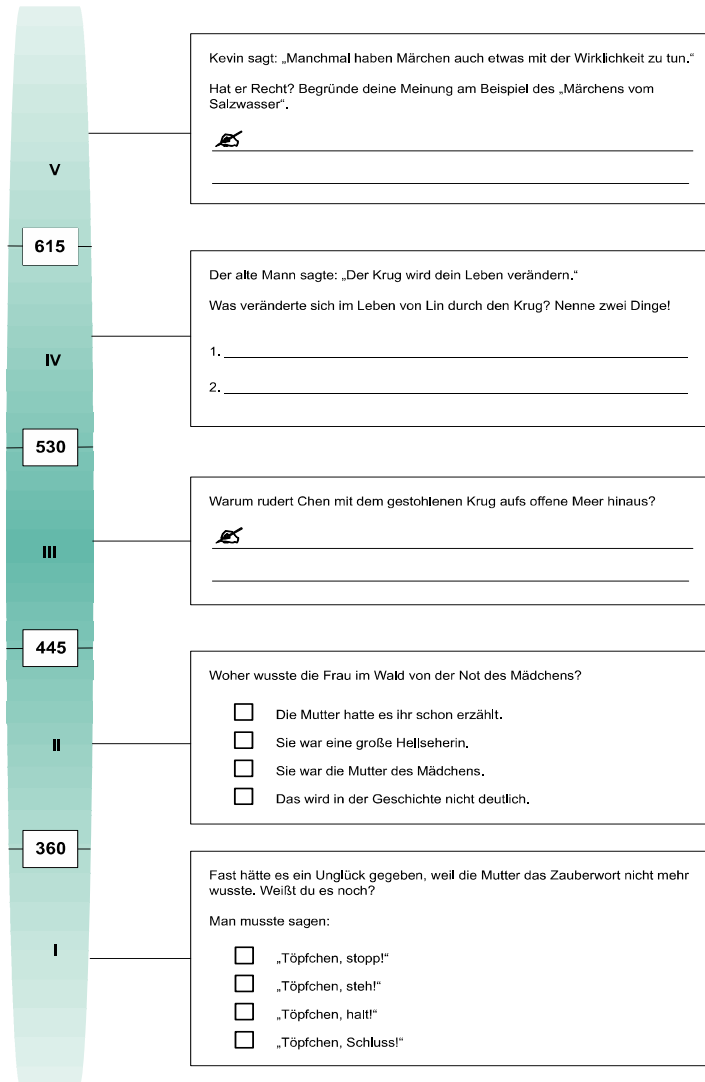 Kevin sagt: „Manchmal haben Märchen auch etwas mit der Wirklichkeit zu tun.“
Hat er Recht? Begründe deine Meinung am Beispiel des „Märchens vom
Salzwasser“.
V
615
Der alte Mann sagte: „Der Krug wird dein Leben verändern.“
Was veränderte sich im Leben von Lin durch den Krug? Nenne zwei Dinge!
1.
2.
IV
530
Warum rudert Chen mit dem gestohlenen Krug aufs offene Meer hinaus?
III
445
Woher wusste die Frau im Wald von der Not des Mädchens?
Die Mutter hatte es ihr schon erzählt.
Sie war eine große Hellseherin.
Sie war die Mutter des Mädchens.
Das wird in der Geschichte nicht deutlich.
II
360
Fast hätte es ein Unglück gegeben, weil die Mutter das Zauberwort nicht mehr
wusste. Weißt du es noch?
Man musste sagen:
„Töpfchen, stopp!“
„Töpfchen, steh!“
„Töpfchen, halt!“
„Töpfchen, Schluss!“
I